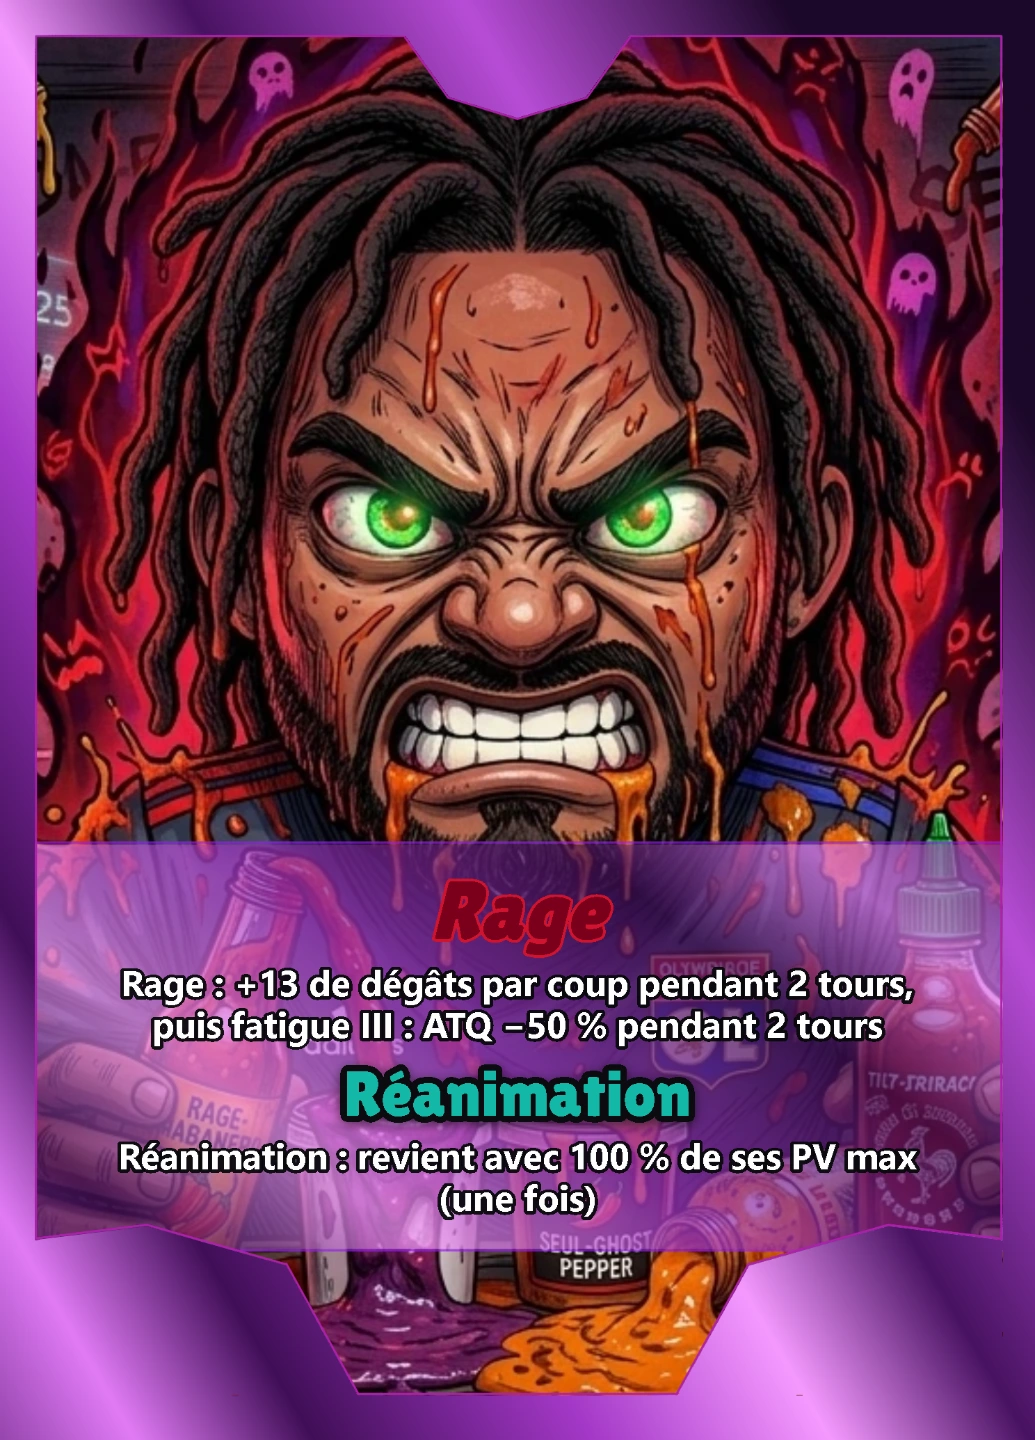 25
Rage
Rage : +13 de dégâts par coup pendant 2 tours,
puis fatigue III : ATQ −50 % pendant 2 tours
Réanimation
RAGE-
Réanimation : revient avec 100 % de ses PV max
(une fois)
SEUL-GHOST
PEPPER